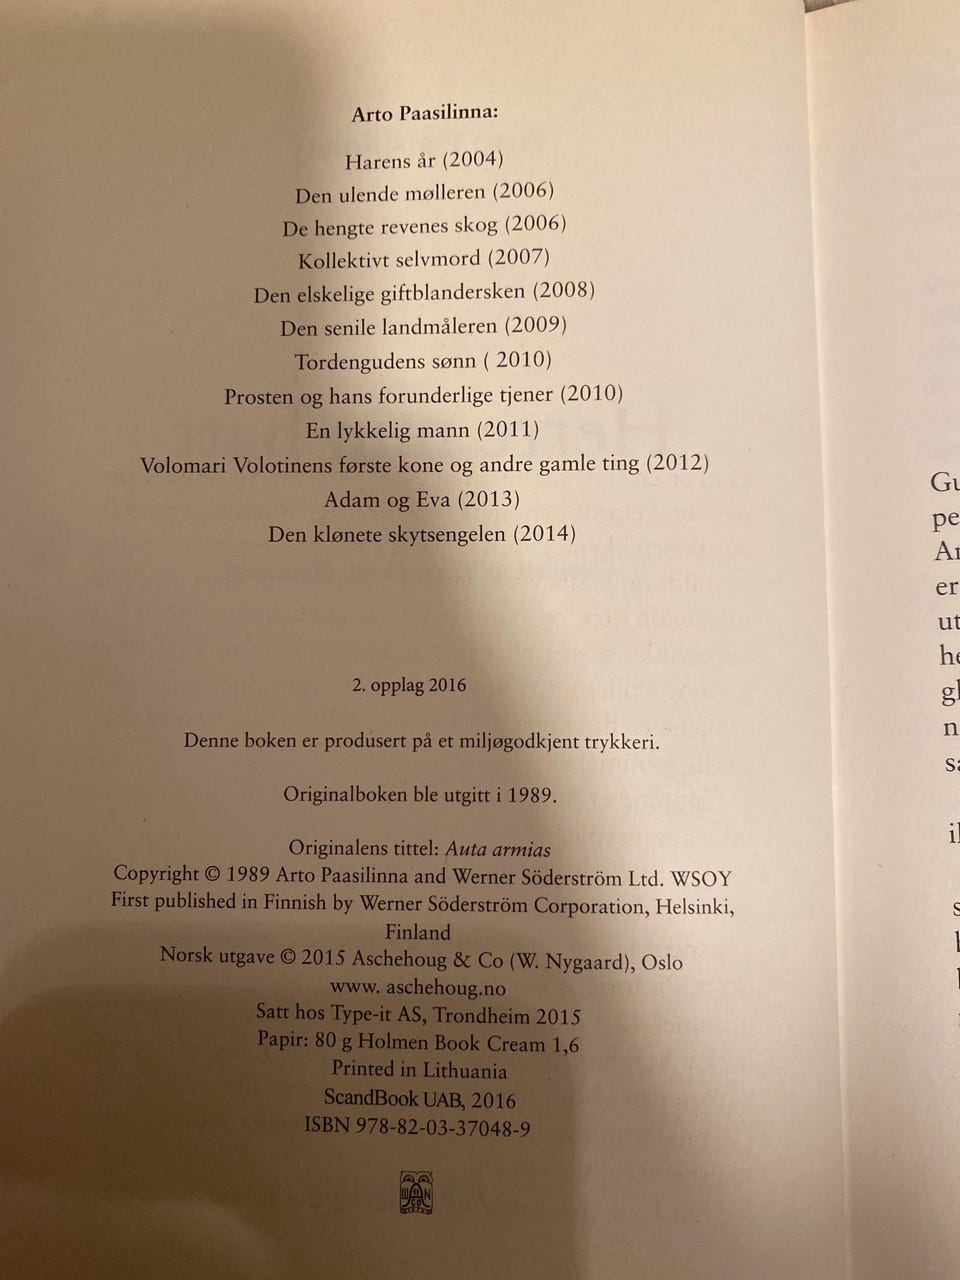 Arto Paasilinna:
Harens år (2004)
Den ulende mølleren (2006)
De hengte revenes skog (2006)
Kollektivt selvmord (2007)
Den elskelige giftblandersken (2008)
Den senile landmåleren (2009)
Tordengudens sønn ( 2010)
Prosten og hans forunderlige tjener (2010)
En lykkelig mann (2011)
Volomari Volotinens første kone og andre gamle ting (2012)
Adam og Eva (2013)
Den klønete skytsengelen (2014)
2. opplag 2016
Denne boken er produsert på et miljøgodkjent trykkeri.
Originalboken ble utgitt i 1989.
Originalens tittel: Auta armias
Copyright © 1989 Arto Paasilinna and Werner Söderström Ltd. WSOY
First published in Finnish by Werner Söderström Corporation, Helsinki,
Finland
Norsk utgave © 2015 Aschehoug & Co (W. Nygaard), Oslo
www. aschehoug.no
Satt hos Type-it AS, Trondheim 2015
Papir: 80 g Holmen Book Cream 1,6
Printed in Lithuania
ScandBook UAB, 2016
ISBN 978-82-03-37048-9